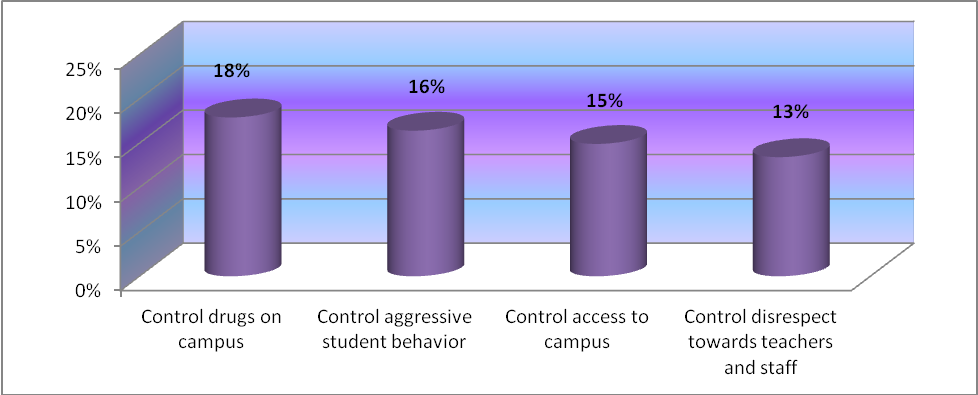 25%
20%
15%
10%
5%
0%
18%
16%
15%
13%
Control drugs on
campus
Control aggressive
student behavior
Control access to
campus
Control disrespect
towards teachers
and staff